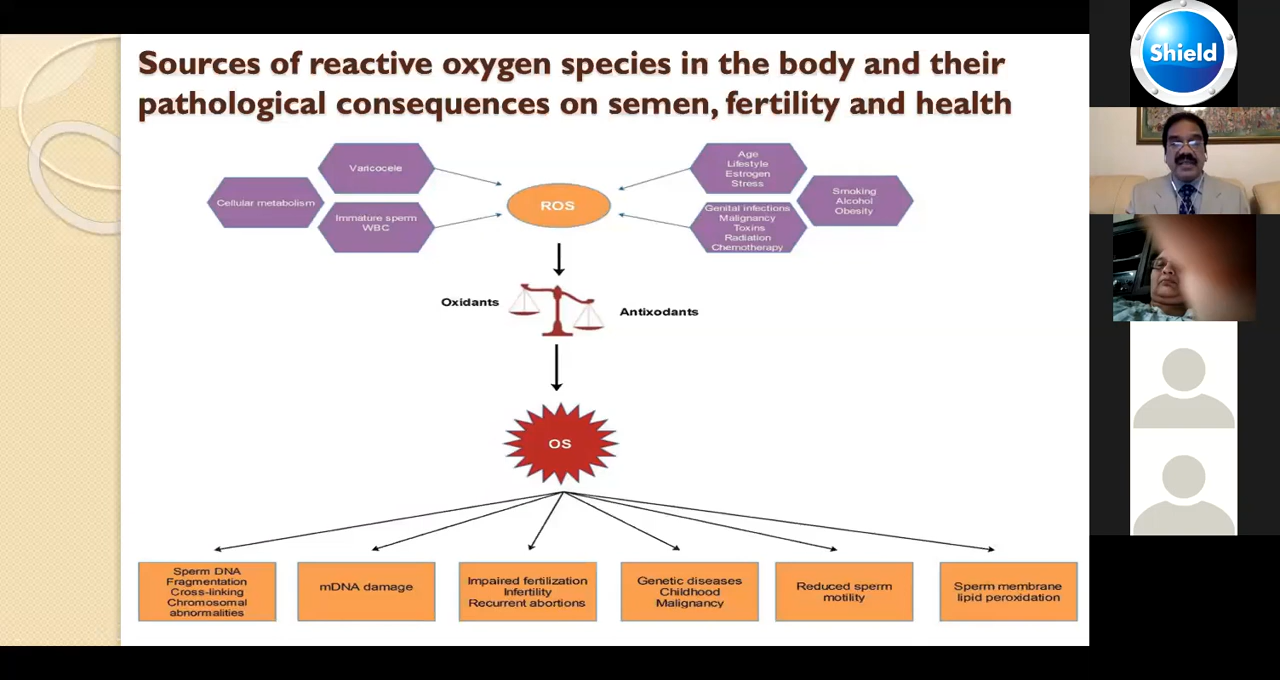 Sources of reactive oxygen species in the body and their
pathological consequences on semen, fertility and health
Shield
Varicocele
Cellular metabolism
Immature sperm
WBC
ROS
Age
Lifestyle
Estrogen
Stress
Genital infections
Malignancy
Toxins
Radiation
Chemotherapy
Smoking
Alcohol
Obesity
Oxidants
Antixodants
OS
Sperm DNA
Fragmentation
Cross-linking
Chromosomal
abnormalities
mDNA damage
Impaired fertilization
Infertility
Recurrent abortions
Genetic diseases
Childhood
Malignancy
Reduced sperm
motility
Sperm membrane
lipid peroxidation